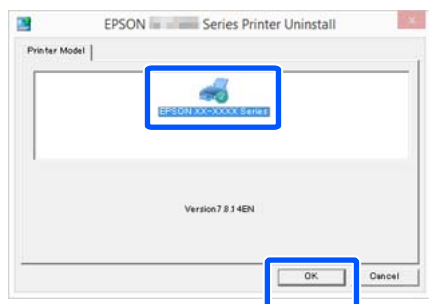 EPSON Series Printer Uninstall
Printer Model
EPSON XX-XXXX Series
Version7.8.14EN
OK Cancel